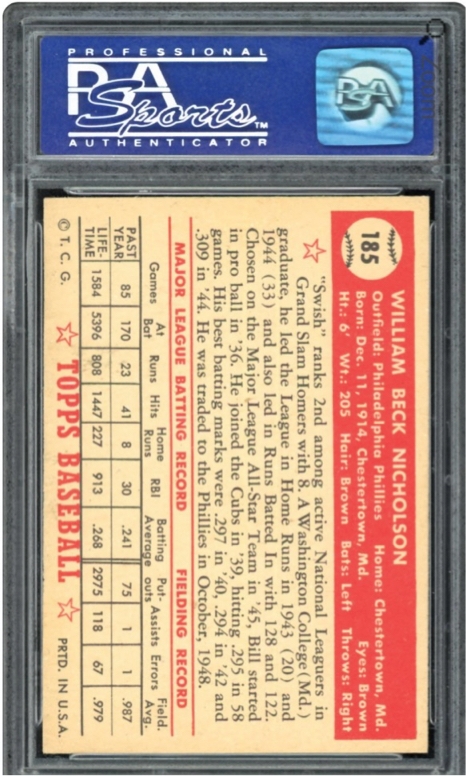 PROFESSIONAL
PSA
Sports™
AUTHENTICATOR
PSA
185
WILLIAM BECK NICHOLSON
Outfield: Philadelphia Phillies Home: Chestertown, Md.
Born: Dec. 11, 1914, Chestertown, Md. Eyes: Brown
Ht.: 6' Wt.: 205 Hair: Brown Bats: Left Throws: Right
"Swish" ranks 2nd among active National Leaguers in
Grand Slam Homers with 8. A Washington College (Md.)
graduate, he led the League in Home Runs in 1943 (20) and
1944 (33) and also led in Runs Batted In with 128 and 122.
Chosen on the Major League All-Star Team in '45, Bill started
in pro ball in '36. He joined the Cubs in '39, hitting .295 in 58
games. His best batting marks were .297 in '40, .294 in '42 and
.309 in '44. He was traded to the Phillies in October, 1948.
MAJOR LEAGUE BATTING RECORD FIELDING RECORD
Games At Bat Runs Hits Home Runs RBI Batting Average Put-outs Assists Errors Field. Avg.
PAST YEAR 85 170 23 41 8 30 .241 75 1 1 .987
LIFE-TIME 1584 5396 808 1447 227 913 .268 2975 118 67 .979
© T. C. G. TOPPS BASEBALL PRTD. IN U.S.A.